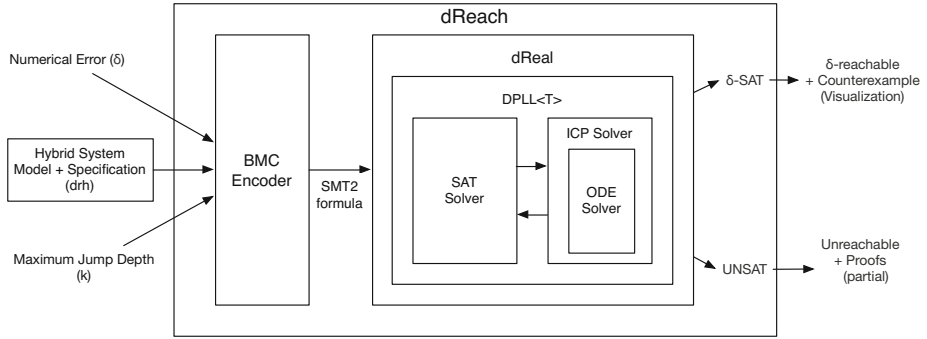 dReach
Numerical Error (δ)
Hybrid System
Model + Specification
(drh)
Maximum Jump Depth
(k)
BMC
Encoder
SMT2
formula
dReal
DPLL<T>
SAT
Solver
ICP Solver
ODE
Solver
δ-SAT
UNSAT
δ-reachable
+ Counterexample
(Visualization)
Unreachable
+ Proofs
(partial)